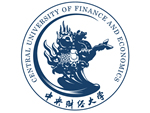 CENTRAL UNIVERSITY OF FINANCE AND ECONOMICS
中央财经大学